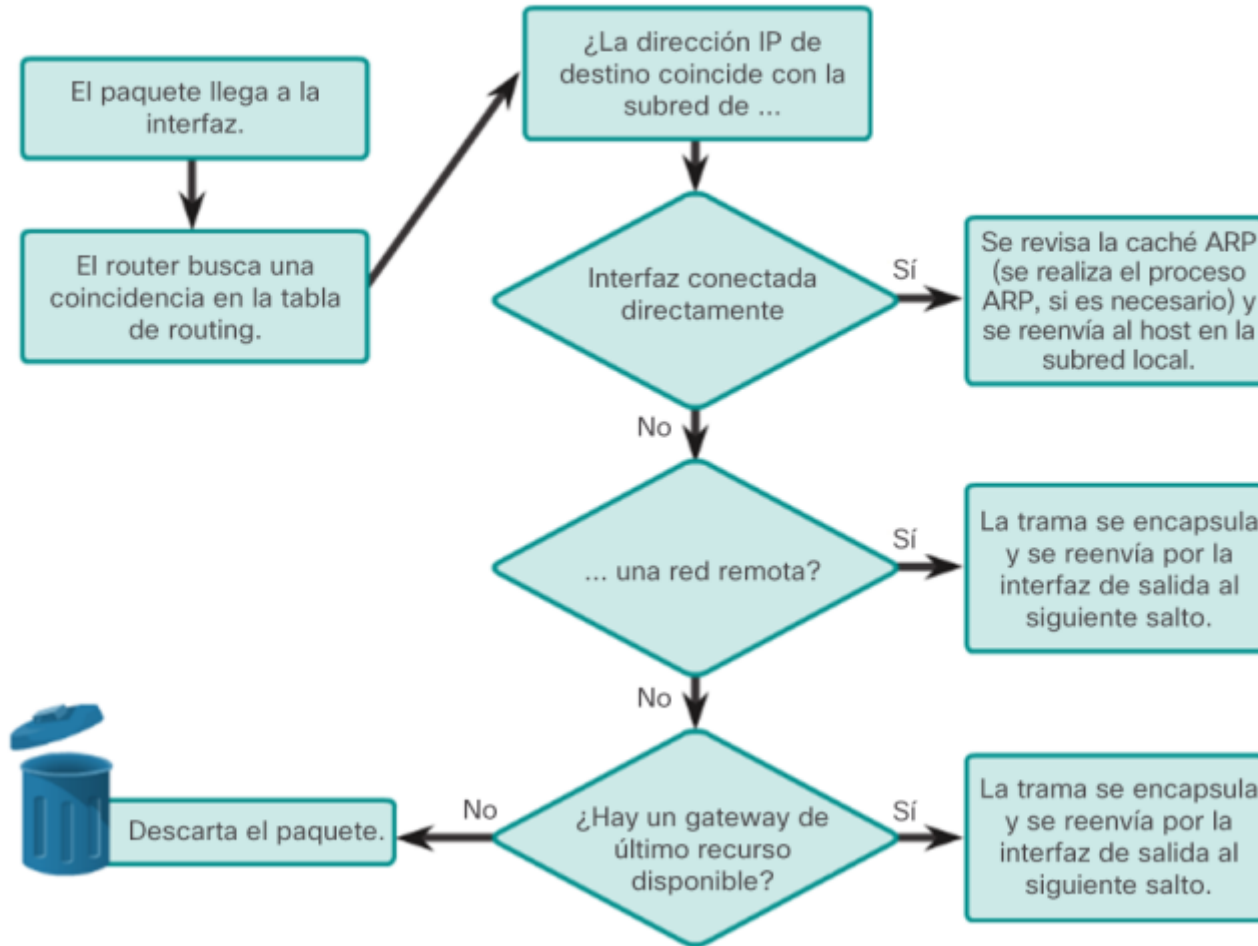 El paquete llega a la
interfaz.
El router busca una
coincidencia en la tabla
de routing.
¿La dirección IP de
destino coincide con la
subred de ...
Interfaz conectada
directamente
Sí
Se revisa la caché ARP
(se realiza el proceso
ARP, si es necesario) y
se reenvía al host en la
subred local.
No
... una red remota?
Sí
La trama se encapsula
y se reenvía por la
interfaz de salida al
siguiente salto.
No
¿Hay un gateway de
último recurso
disponible?
Sí
La trama se encapsula
y se reenvía por la
interfaz de salida al
siguiente salto.
No
Descarta el paquete.